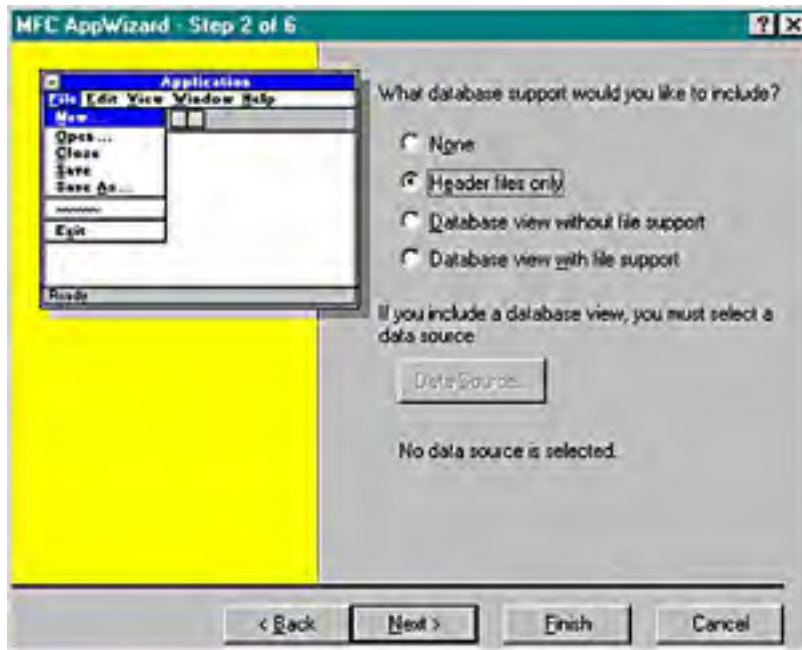 MFC AppWizard - Step 2 of 6
Application
File Edit View Window Help
New...
Open...
Close
Save
Save As...
Exit
Ready
What database support would you like to include?
None
Header files only
Database view without file support
Database view with file support
If you include a database view, you must select a
data source
Data Source...
No data source is selected.
< Back
Next >
Finish
Cancel